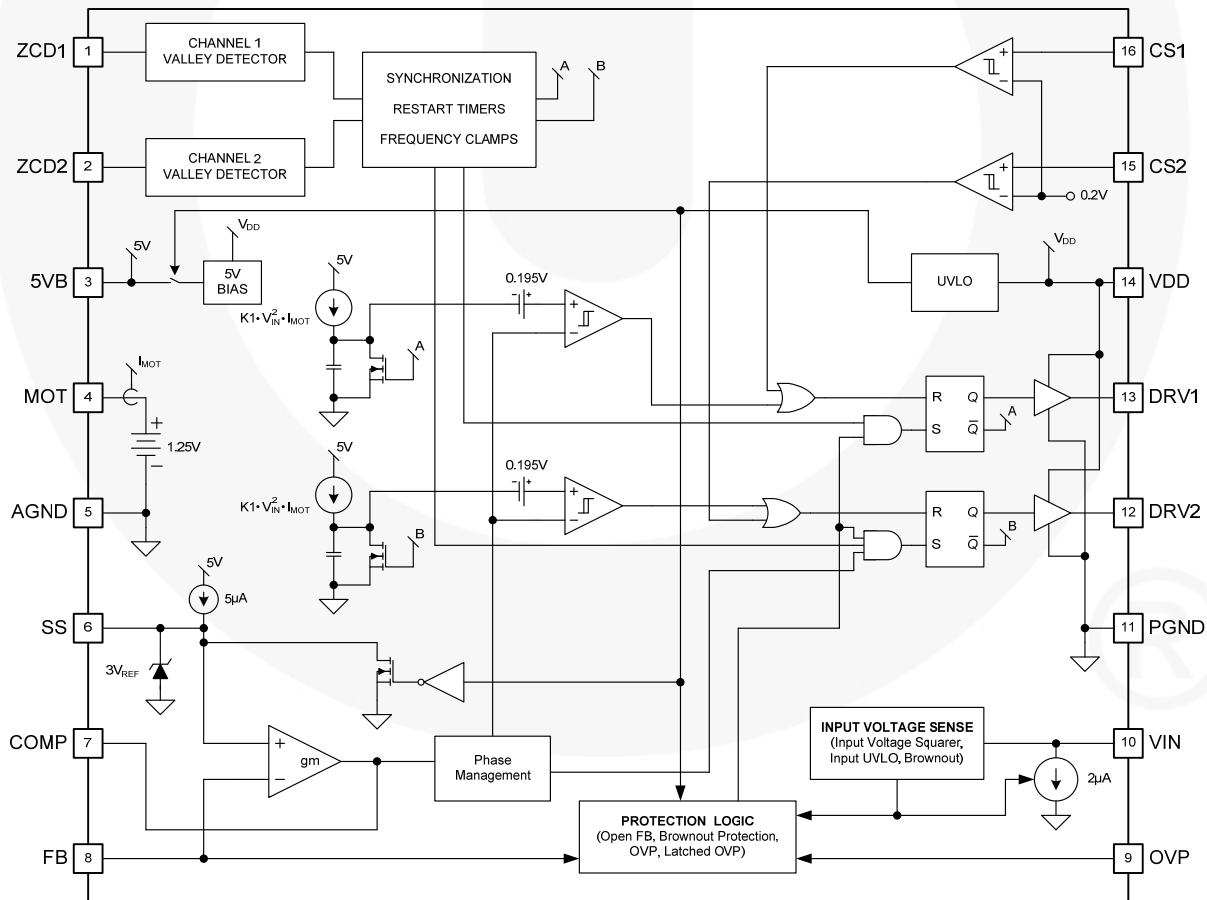 ZCD1
1
CHANNEL 1
VALLEY DETECTOR
SYNCHRONIZATION
RESTART TIMERS
FREQUENCY CLAMPS
A
B
16
CS1
ZCD2
2
CHANNEL 2
VALLEY DETECTOR
15
CS2
0.2V
5VB
3
5V
VDD
5V
BIAS
UVLO
VDD
14
VDD
5V
K1·V²IN·IMOT
0.195V
A
MOT
4
IMOT
1.25V
R
Q
S
Q̅
A
13
DRV1
AGND
5
5V
K1·V²IN·IMOT
0.195V
B
R
Q
S
Q̅
B
12
DRV2
SS
6
5V
5µA
3VREF
11
PGND
®
COMP
7
gm
Phase
Management
INPUT VOLTAGE SENSE
(Input Voltage Squarer,
Input UVLO, Brownout)
10
VIN
2µA
FB
8
PROTECTION LOGIC
(Open FB, Brownout Protection,
OVP, Latched OVP)
9
OVP